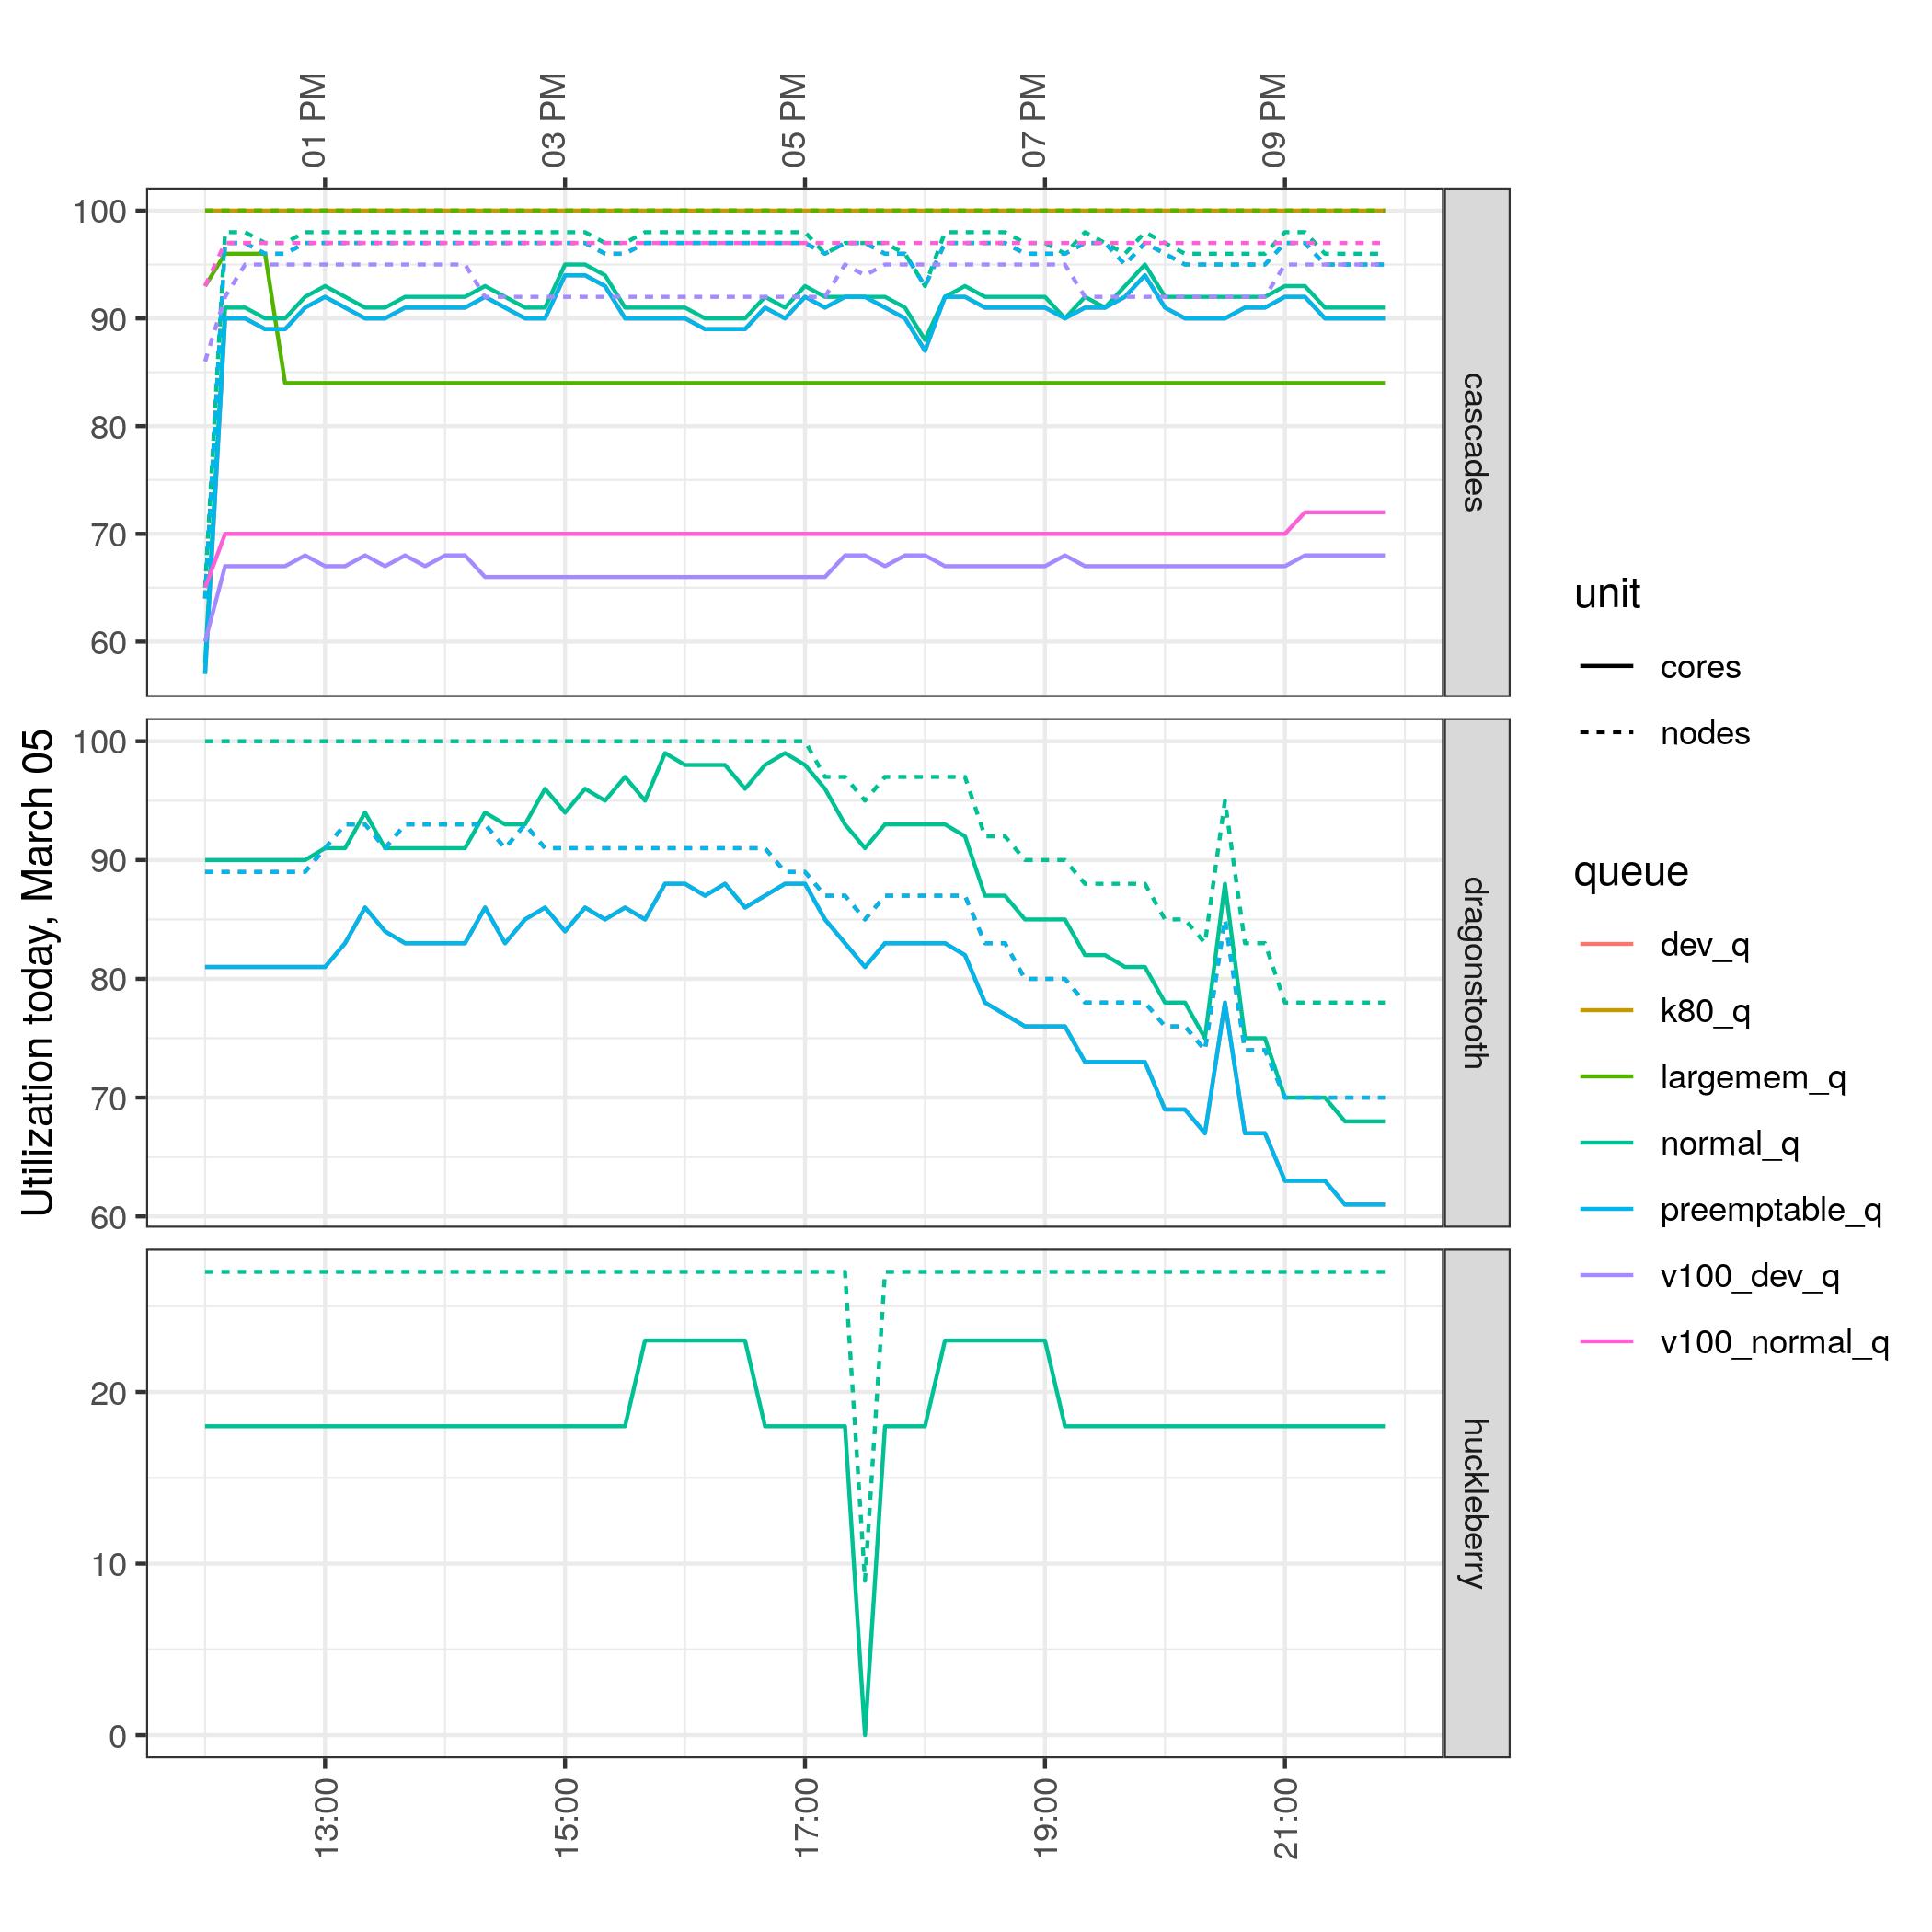 01 PM
03 PM
05 PM
07 PM
09 PM
Utilization today, March 05
100
90
80
70
60
cascades
100
90
80
70
60
dragonstooth
20
10
0
huckleberry
13:00
15:00
17:00
19:00
21:00
unit
cores
nodes
queue
dev_q
k80_q
largemem_q
normal_q
preemptable_q
v100_dev_q
v100_normal_q